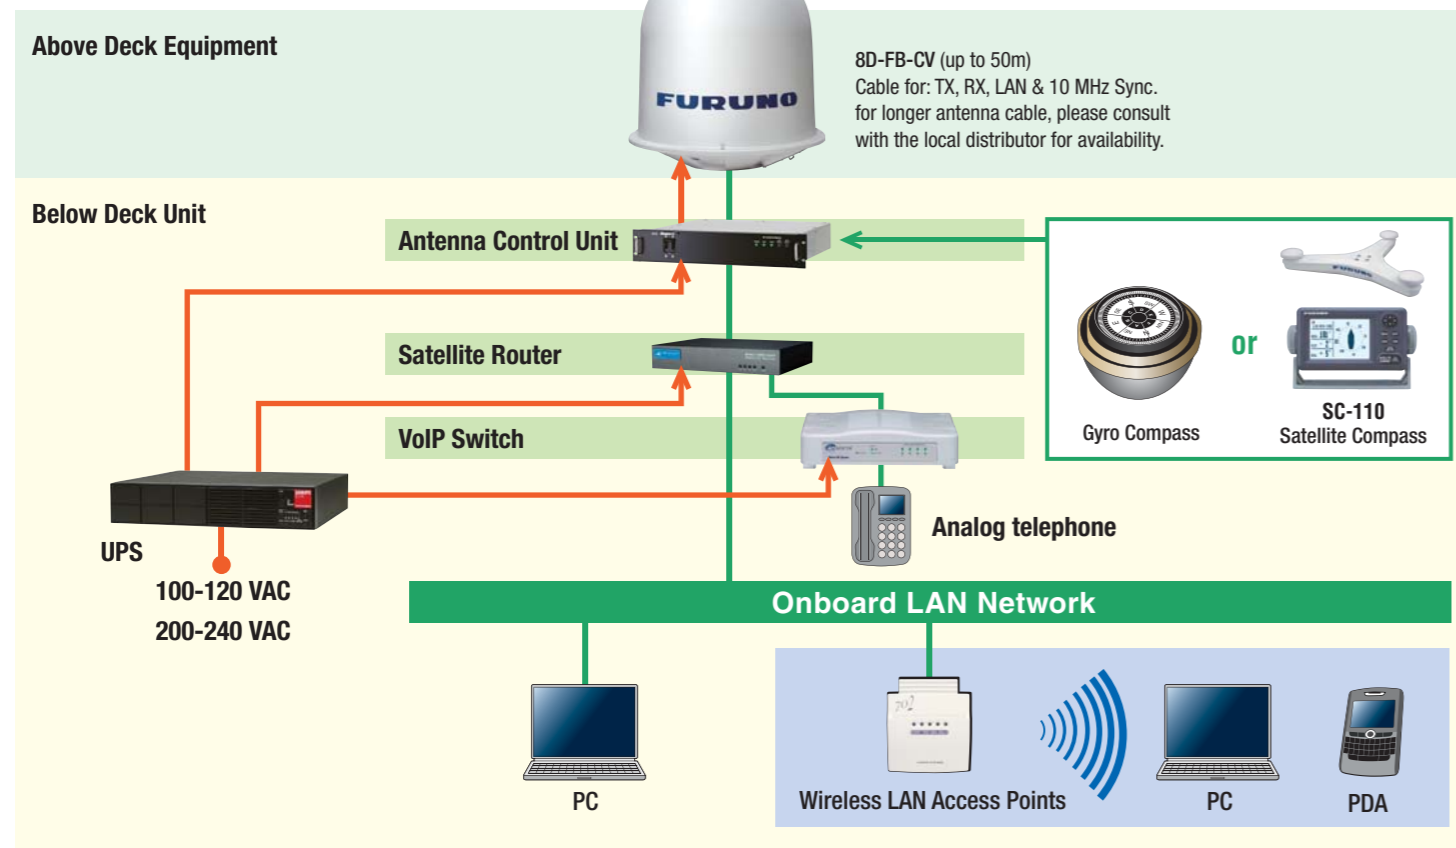 Above Deck Equipment
FURUNO
8D-FB-CV (up to 50m)
Cable for: TX, RX, LAN & 10 MHz Sync.
for longer antenna cable, please consult
with the local distributor for availability.
Below Deck Unit
Antenna Control Unit
Satellite Router
VoIP Switch
FURUNO
or
Gyro Compass
SC-110
Satellite Compass
UPS
100-120 VAC
200-240 VAC
Analog telephone
Onboard LAN Network
PC
Wireless LAN Access Points
PC
PDA